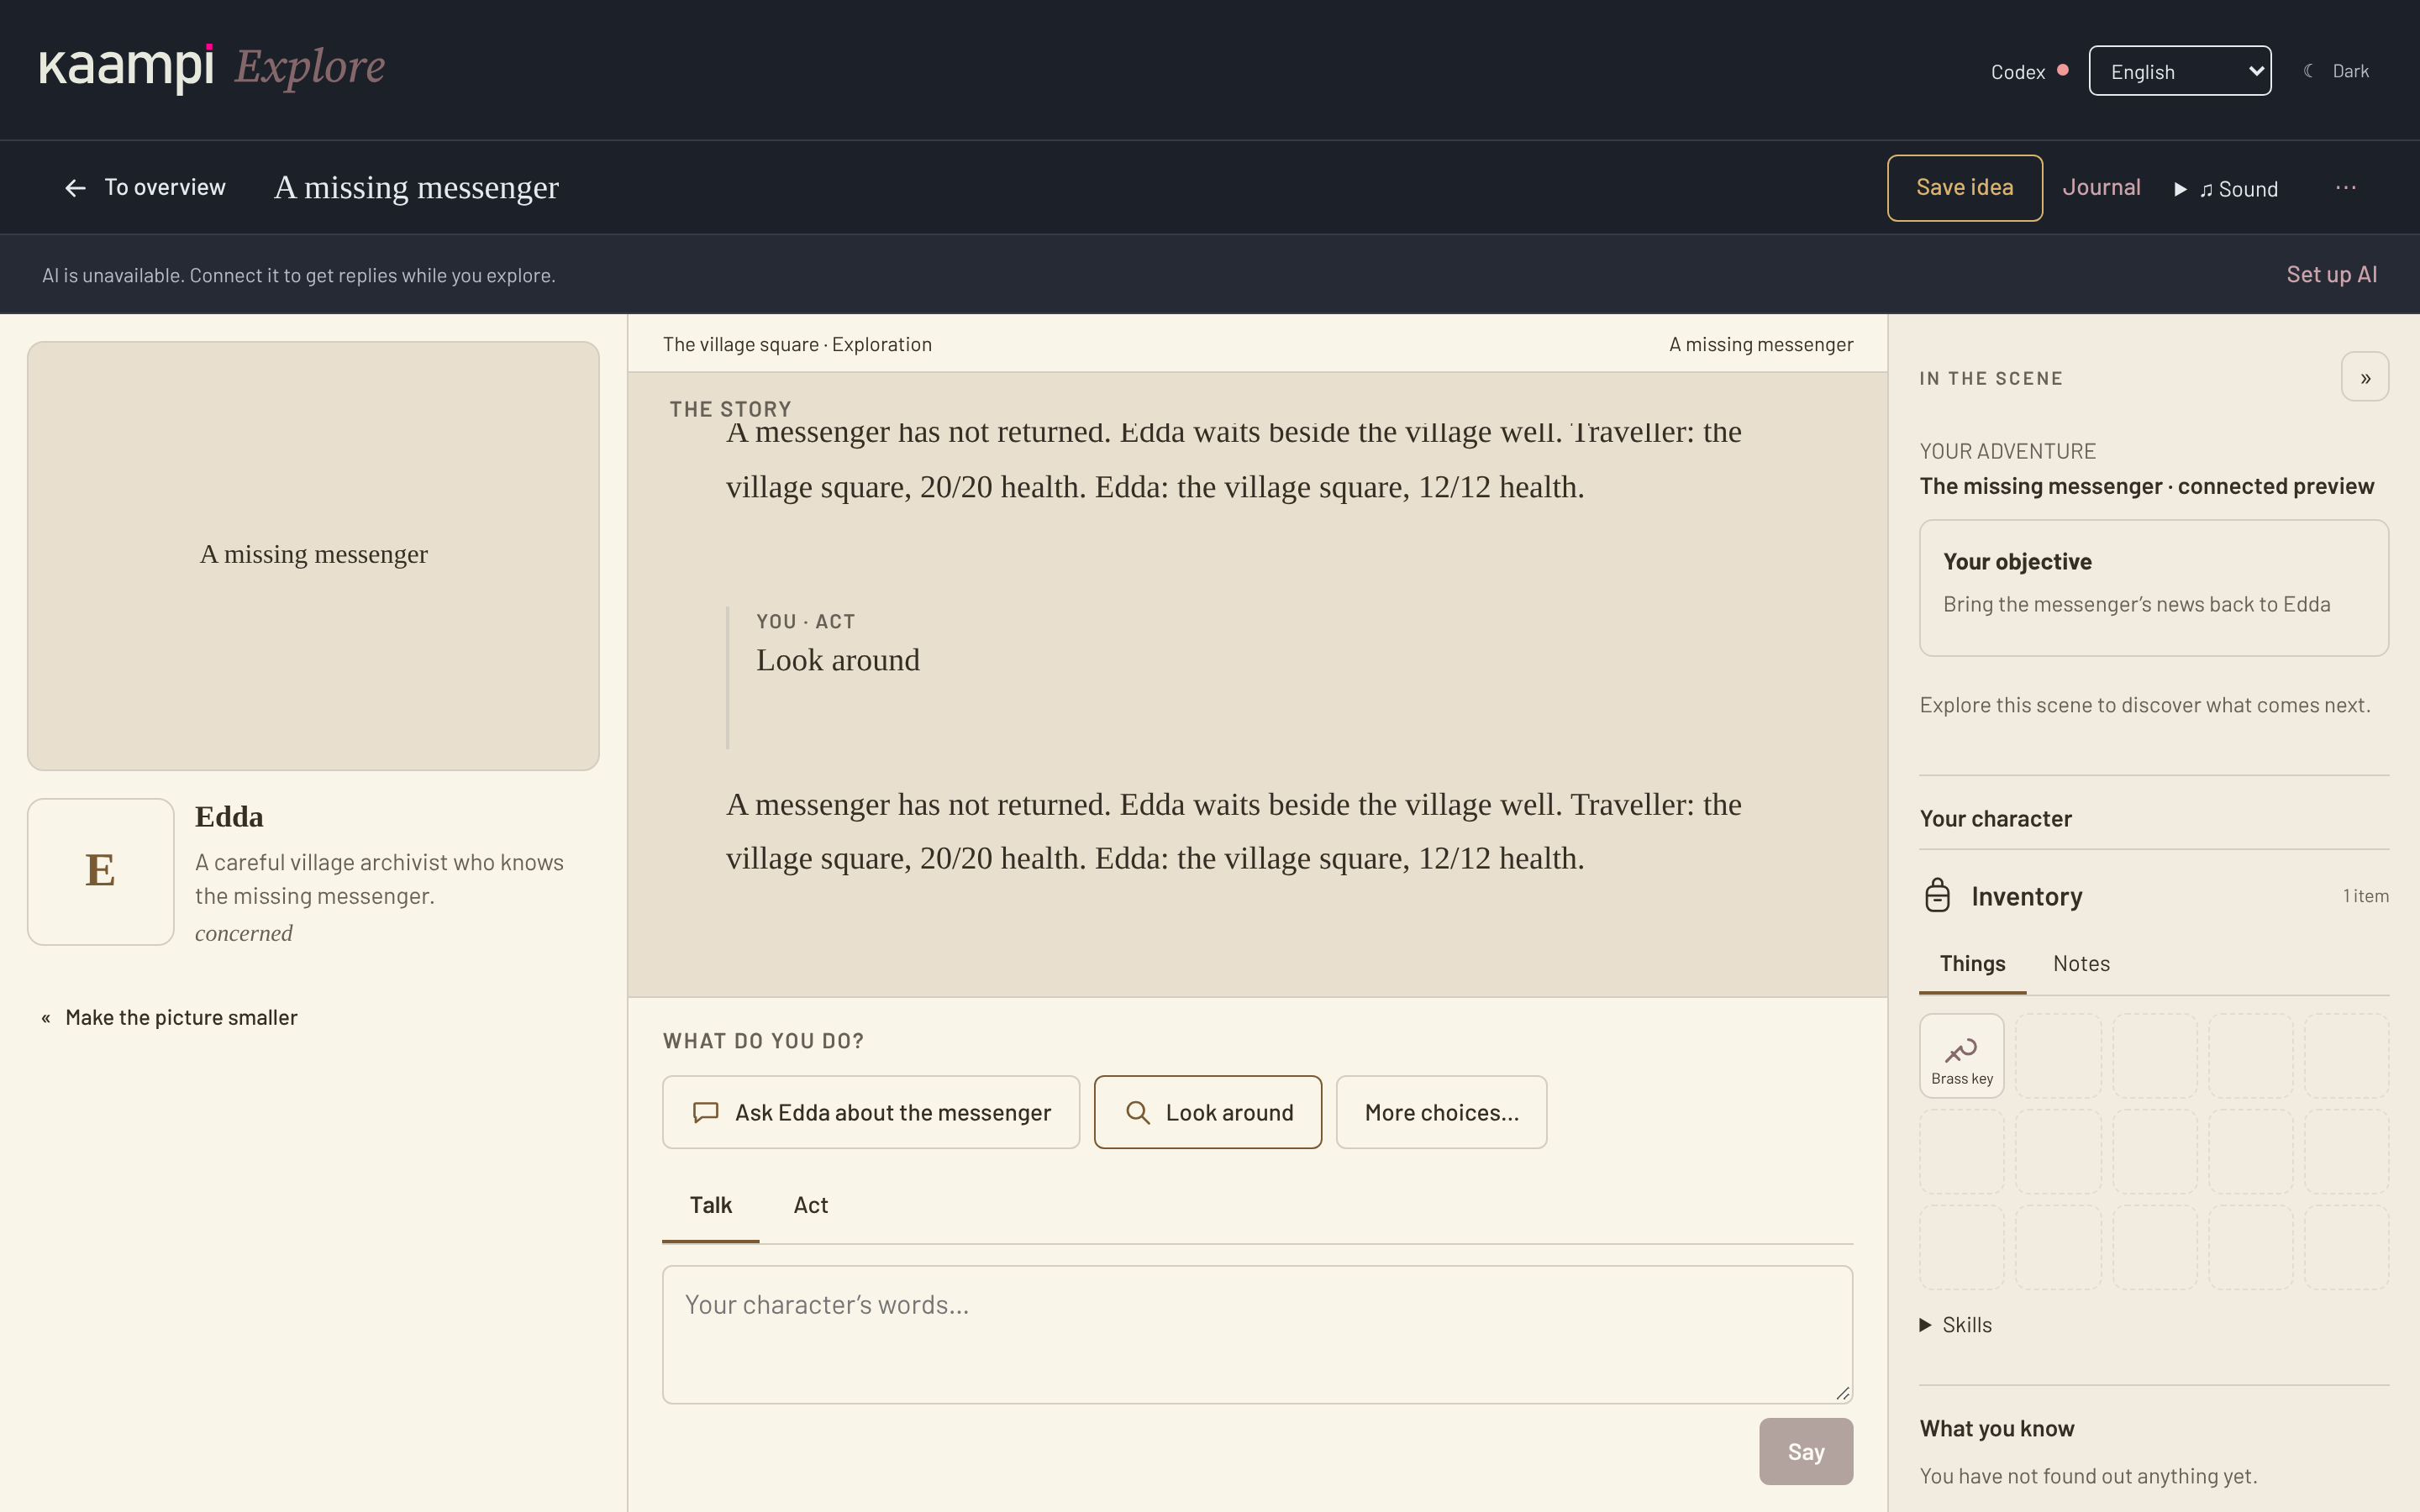 kaampi Explore
Codex
English
Dark
To overview
A missing messenger
Save idea
Journal
♫ Sound
...
AI is unavailable. Connect it to get replies while you explore.
Set up AI
A missing messenger
E
Edda
A careful village archivist who knows
the missing messenger.
concerned
« Make the picture smaller
The village square · Exploration
A missing messenger
THE STORY
A messenger has not returned. Edda waits beside the village well. Traveller: the
village square, 20/20 health. Edda: the village square, 12/12 health.
YOU · ACT
Look around
A messenger has not returned. Edda waits beside the village well. Traveller: the
village square, 20/20 health. Edda: the village square, 12/12 health.
WHAT DO YOU DO?
Ask Edda about the messenger
Look around
More choices…
Talk
Act
Your character’s words…
Say
IN THE SCENE
»
YOUR ADVENTURE
The missing messenger · connected preview
Your objective
Bring the messenger’s news back to Edda
Explore this scene to discover what comes next.
Your character
Inventory
1 item
Things
Notes
Brass key
Skills
What you know
You have not found out anything yet.